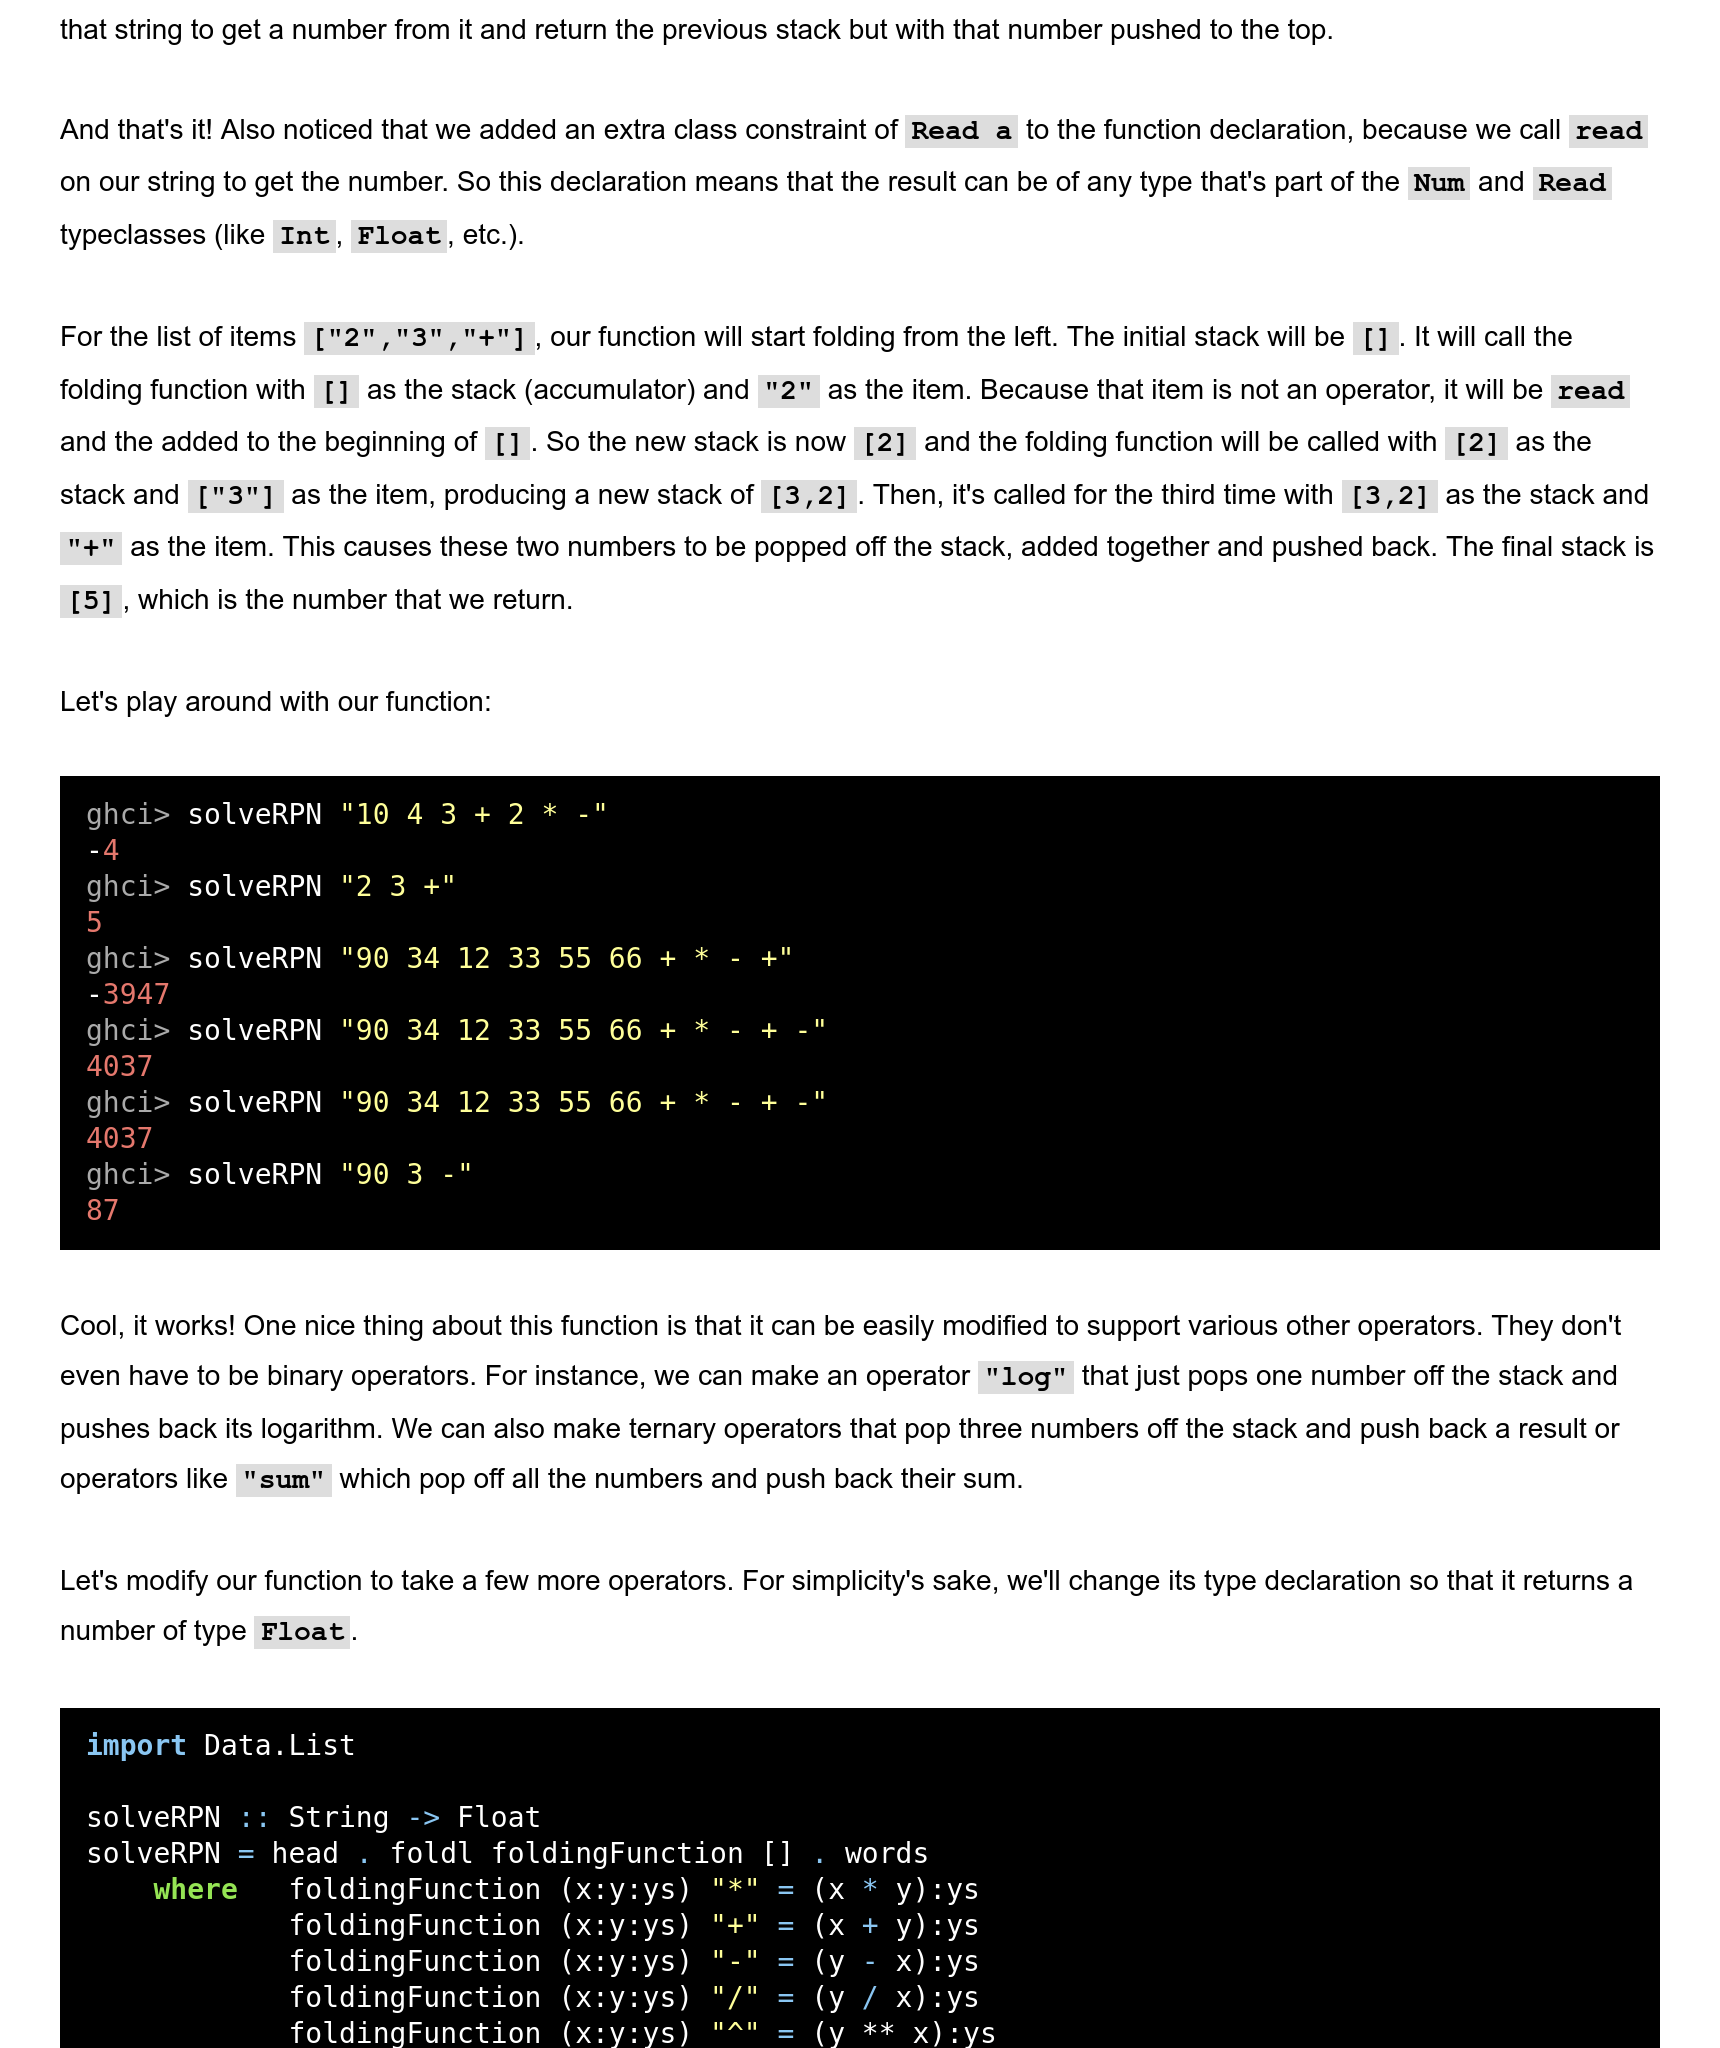 that string to get a number from it and return the previous stack but with that number pushed to the top.
And that's it! Also noticed that we added an extra class constraint of Read a to the function declaration, because we call read
on our string to get the number. So this declaration means that the result can be of any type that's part of the Num and Read
typeclasses (like Int, Float, etc.).
For the list of items ["2","3","+"], our function will start folding from the left. The initial stack will be []. It will call the
folding function with [] as the stack (accumulator) and "2" as the item. Because that item is not an operator, it will be read
and the added to the beginning of []. So the new stack is now [2] and the folding function will be called with [2] as the
stack and ["3"] as the item, producing a new stack of [3,2]. Then, it's called for the third time with [3,2] as the stack and
"+" as the item. This causes these two numbers to be popped off the stack, added together and pushed back. The final stack is
[5], which is the number that we return.
Let's play around with our function:
ghci> solveRPN "10 4 3 + 2 * -"
-4
ghci> solveRPN "2 3 +"
5
ghci> solveRPN "90 34 12 33 55 66 + * - +"
-3947
ghci> solveRPN "90 34 12 33 55 66 + * - + -"
4037
ghci> solveRPN "90 34 12 33 55 66 + * - + -"
4037
ghci> solveRPN "90 3 -"
87
Cool, it works! One nice thing about this function is that it can be easily modified to support various other operators. They don't
even have to be binary operators. For instance, we can make an operator "log" that just pops one number off the stack and
pushes back its logarithm. We can also make ternary operators that pop three numbers off the stack and push back a result or
operators like "sum" which pop off all the numbers and push back their sum.
Let's modify our function to take a few more operators. For simplicity's sake, we'll change its type declaration so that it returns a
number of type Float.
import Data.List
solveRPN :: String -> Float
solveRPN = head . foldl foldingFunction [] . words
    where   foldingFunction (x:y:ys) "*" = (x * y):ys
            foldingFunction (x:y:ys) "+" = (x + y):ys
            foldingFunction (x:y:ys) "-" = (y - x):ys
            foldingFunction (x:y:ys) "/" = (y / x):ys
            foldingFunction (x:y:ys) "^" = (y ** x):ys